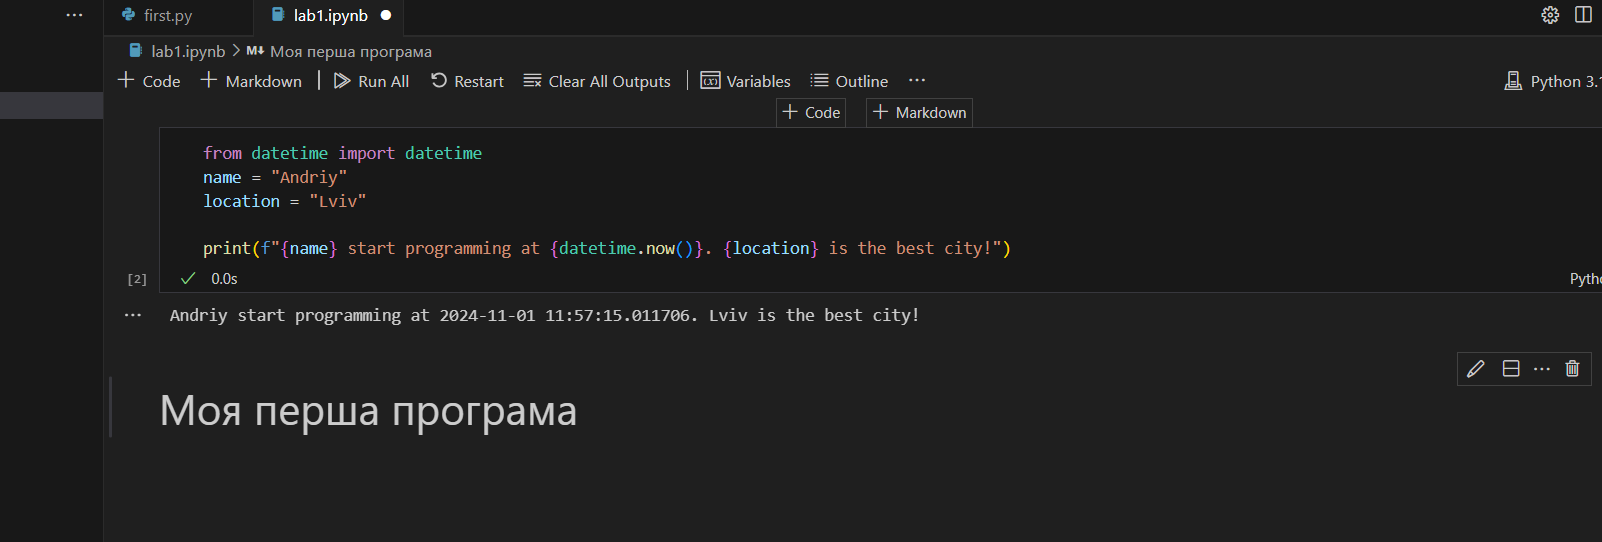 first.py lab1.ipynb
lab1.ipynb > M↓ Моя перша програма
+ Code + Markdown | Run All Restart Clear All Outputs | Variables Outline ··· Python 3.1
+ Code + Markdown
from datetime import datetime
name = "Andriy"
location = "Lviv"
print(f"{name} start programming at {datetime.now()}. {location} is the best city!")
[2] ✓ 0.0s Pytho
··· Andriy start programming at 2024-11-01 11:57:15.011706. Lviv is the best city!
Моя перша програма